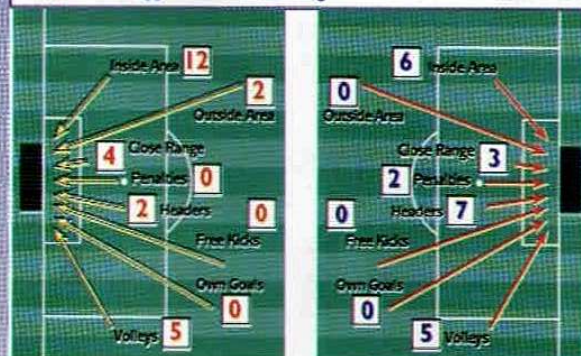 Inside Area 12
2
Outside Area
4 Close Range
Penalties 0
2 Headers
0
Free Kicks
Own Goals
0
Volleys 5
6 Inside Area
0
Outside Area
Close Range 3
2 Penalties
Headers 7
0
Free Kicks
Own Goals
0
5 Volleys